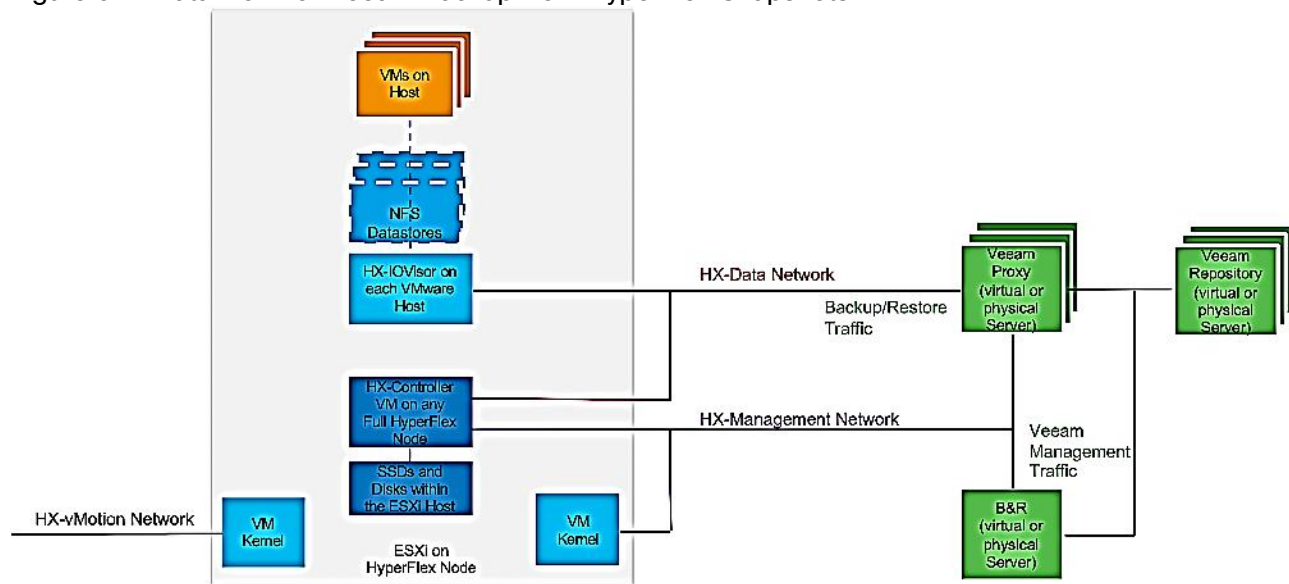 VMs on
Host
NFS
Datastores
HX-IOVisor on
each VMware
Host
HX-Data Network
Backup/Restore
Traffic
Veeam
Proxy
(virtual or
physical
Server)
Veeam
Repository
(virtual or
physical
Server)
HX-Controller
VM on any
Full HyperFlex
Node
HX-Management Network
Veeam
Management
Traffic
SSDs and
Disks within
the ESXi Host
HX-vMotion Network
VM
Kernel
VM
Kernel
ESXi on
HyperFlex Node
B&R
(virtual or
physical
Server)